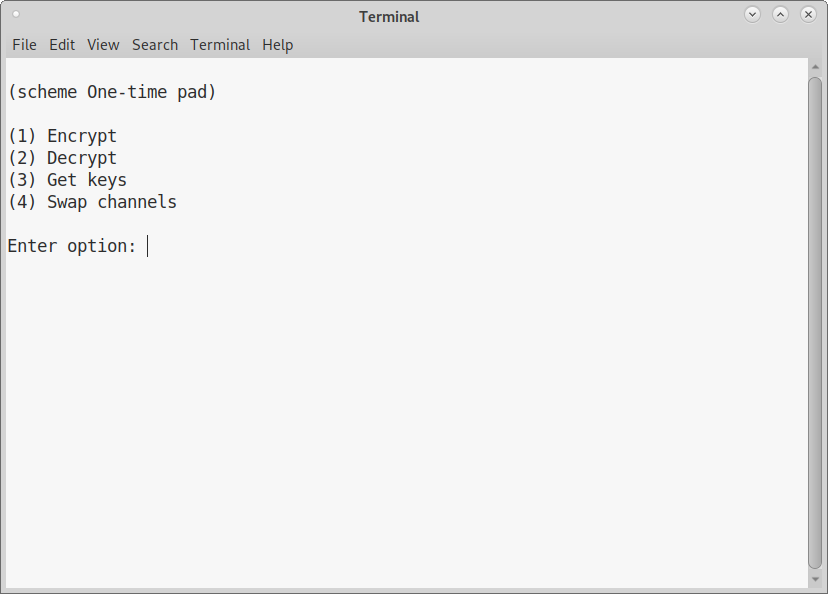 Terminal
File Edit View Search Terminal Help
(scheme One-time pad)
(1) Encrypt
(2) Decrypt
(3) Get keys
(4) Swap channels
Enter option: